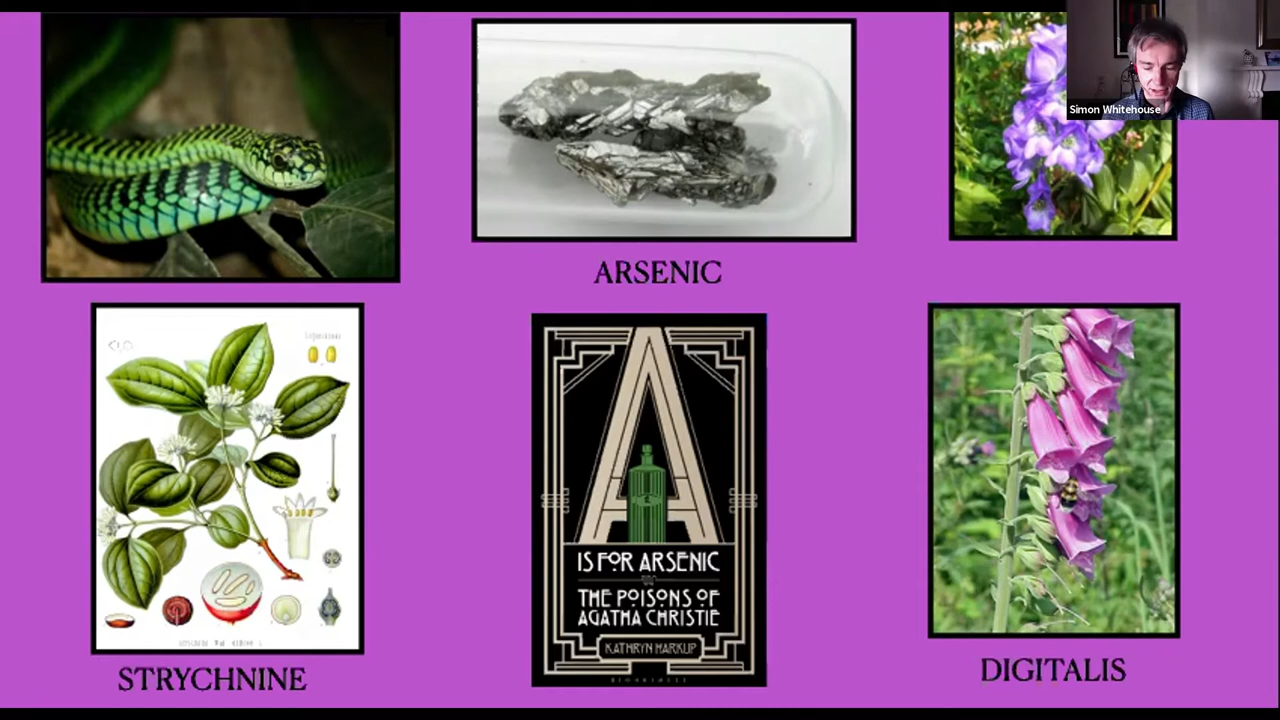 Simon Whitehouse
ARSENIC
A
IS FOR ARSENIC
THE POISONS OF
AGATHA CHRISTIE
KATHRYN HARKUP
STRYCHNINE
DIGITALIS